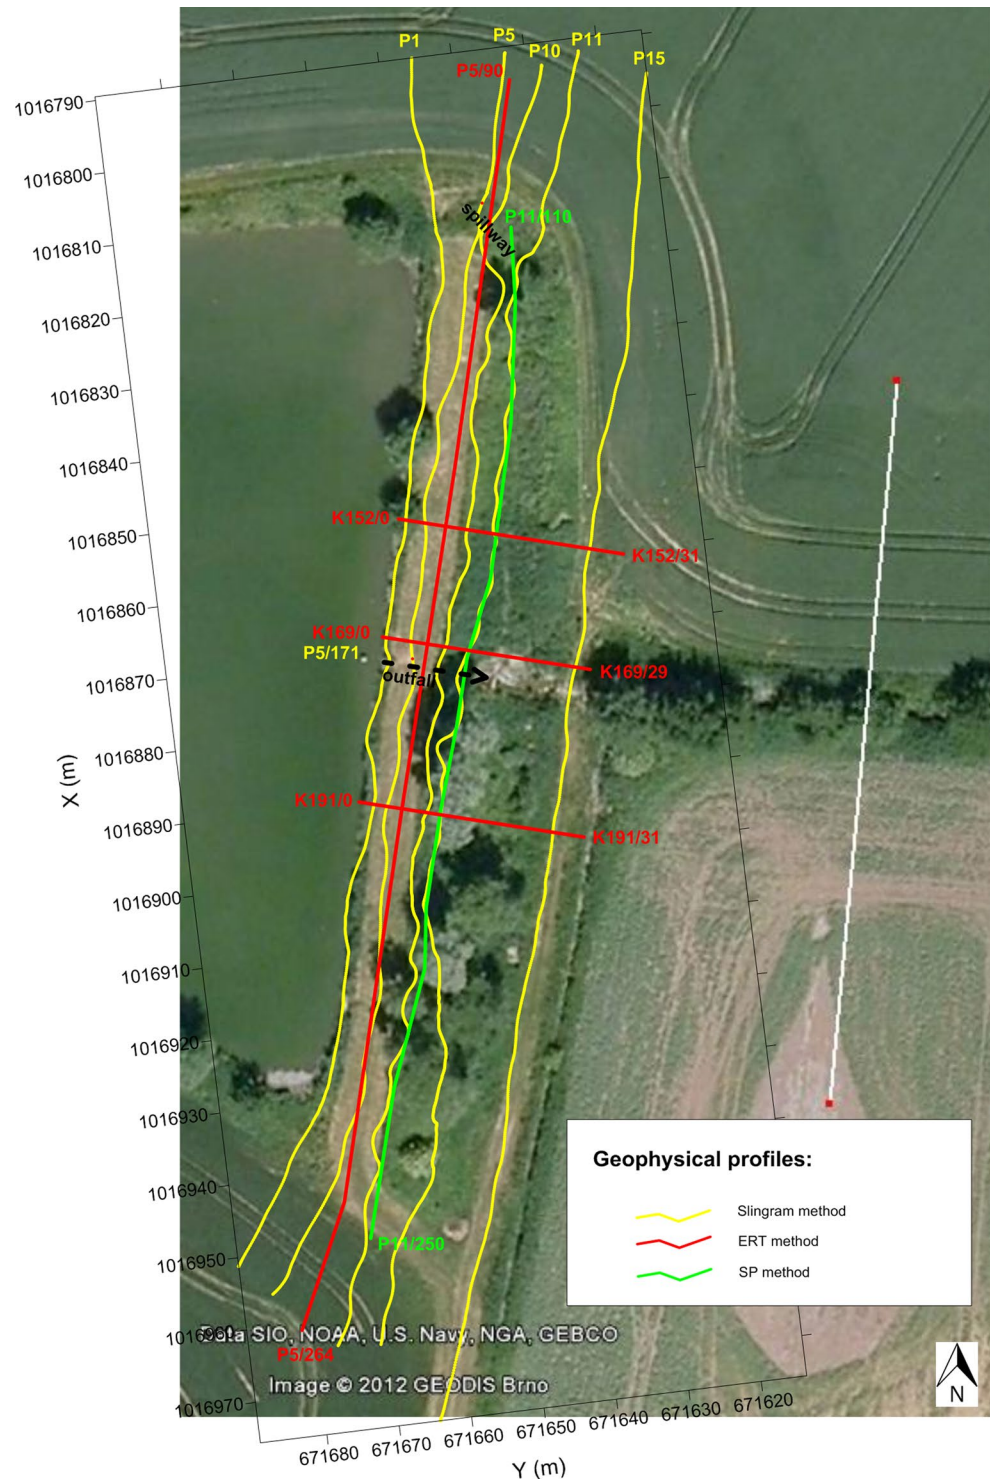 P1
P5
P10
P11
P15
P5/90
1016790
1016800
1016810
1016820
1016830
1016840
1016850
1016860
1016870
1016880
1016890
1016900
1016910
1016920
1016930
1016940
1016950
1016960
1016970
X (m)
spillway
P11/110
K152/0
K152/31
K169/0
K169/29
P5/171
outfall
K191/0
K191/31
P11/250
P5/264
Geophysical profiles:
Slingram method
ERT method
SP method
Data SIO, NOAA, U.S. Navy, NGA, GEBCO
Image © 2012 GEODIS Brno
N
671680
671670
671660
671650
671640
671630
671620
Y (m)